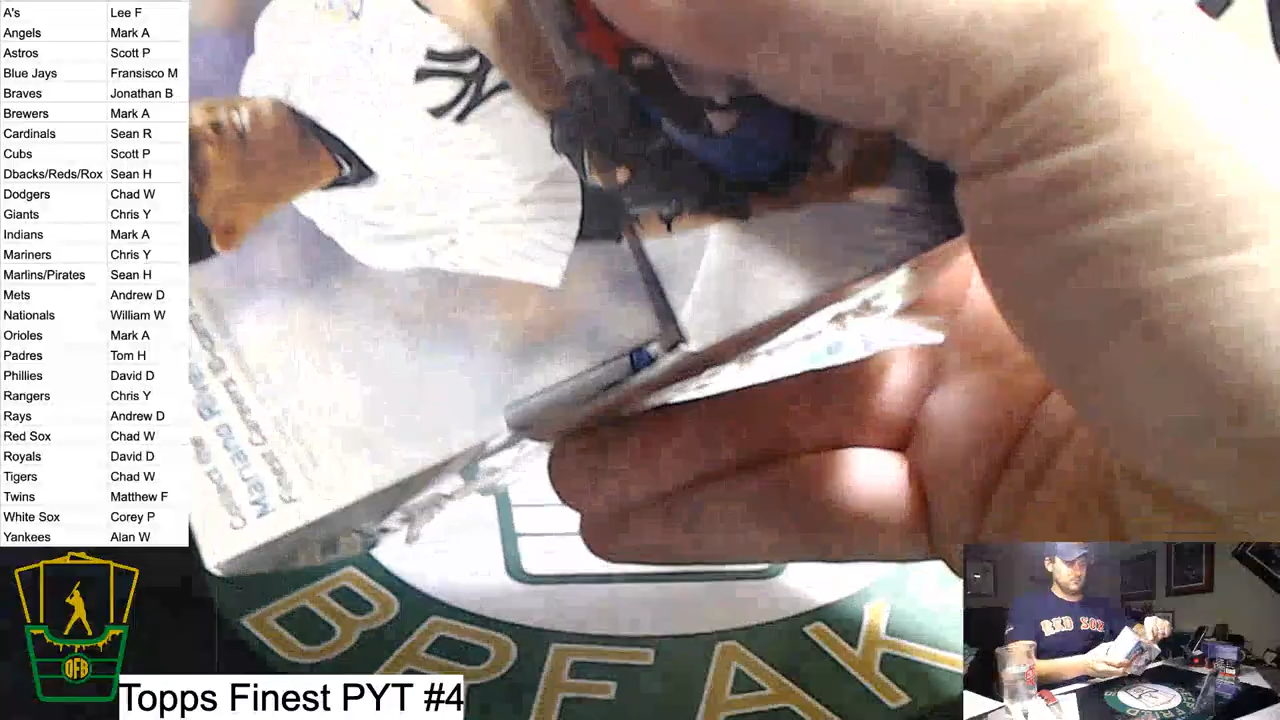 A's Lee F
Angels Mark A
Astros Scott P
Blue Jays Fransisco M
Braves Jonathan B
Brewers Mark A
Cardinals Sean R
Cubs Scott P
Dbacks/Reds/Rox Sean H
Dodgers Chad W
Giants Chris Y
Indians Mark A
Mariners Chris Y
Marlins/Pirates Sean H
Mets Andrew D
Nationals William W
Orioles Mark A
Padres Tom H
Phillies David D
Rangers Chris Y
Rays Andrew D
Red Sox Chad W
Royals David D
Tigers Chad W
Twins Matthew F
White Sox Corey P
Yankees Alan W
NY
Mariano
BREAK
RED SOX
OFB
Topps Finest PYT #4